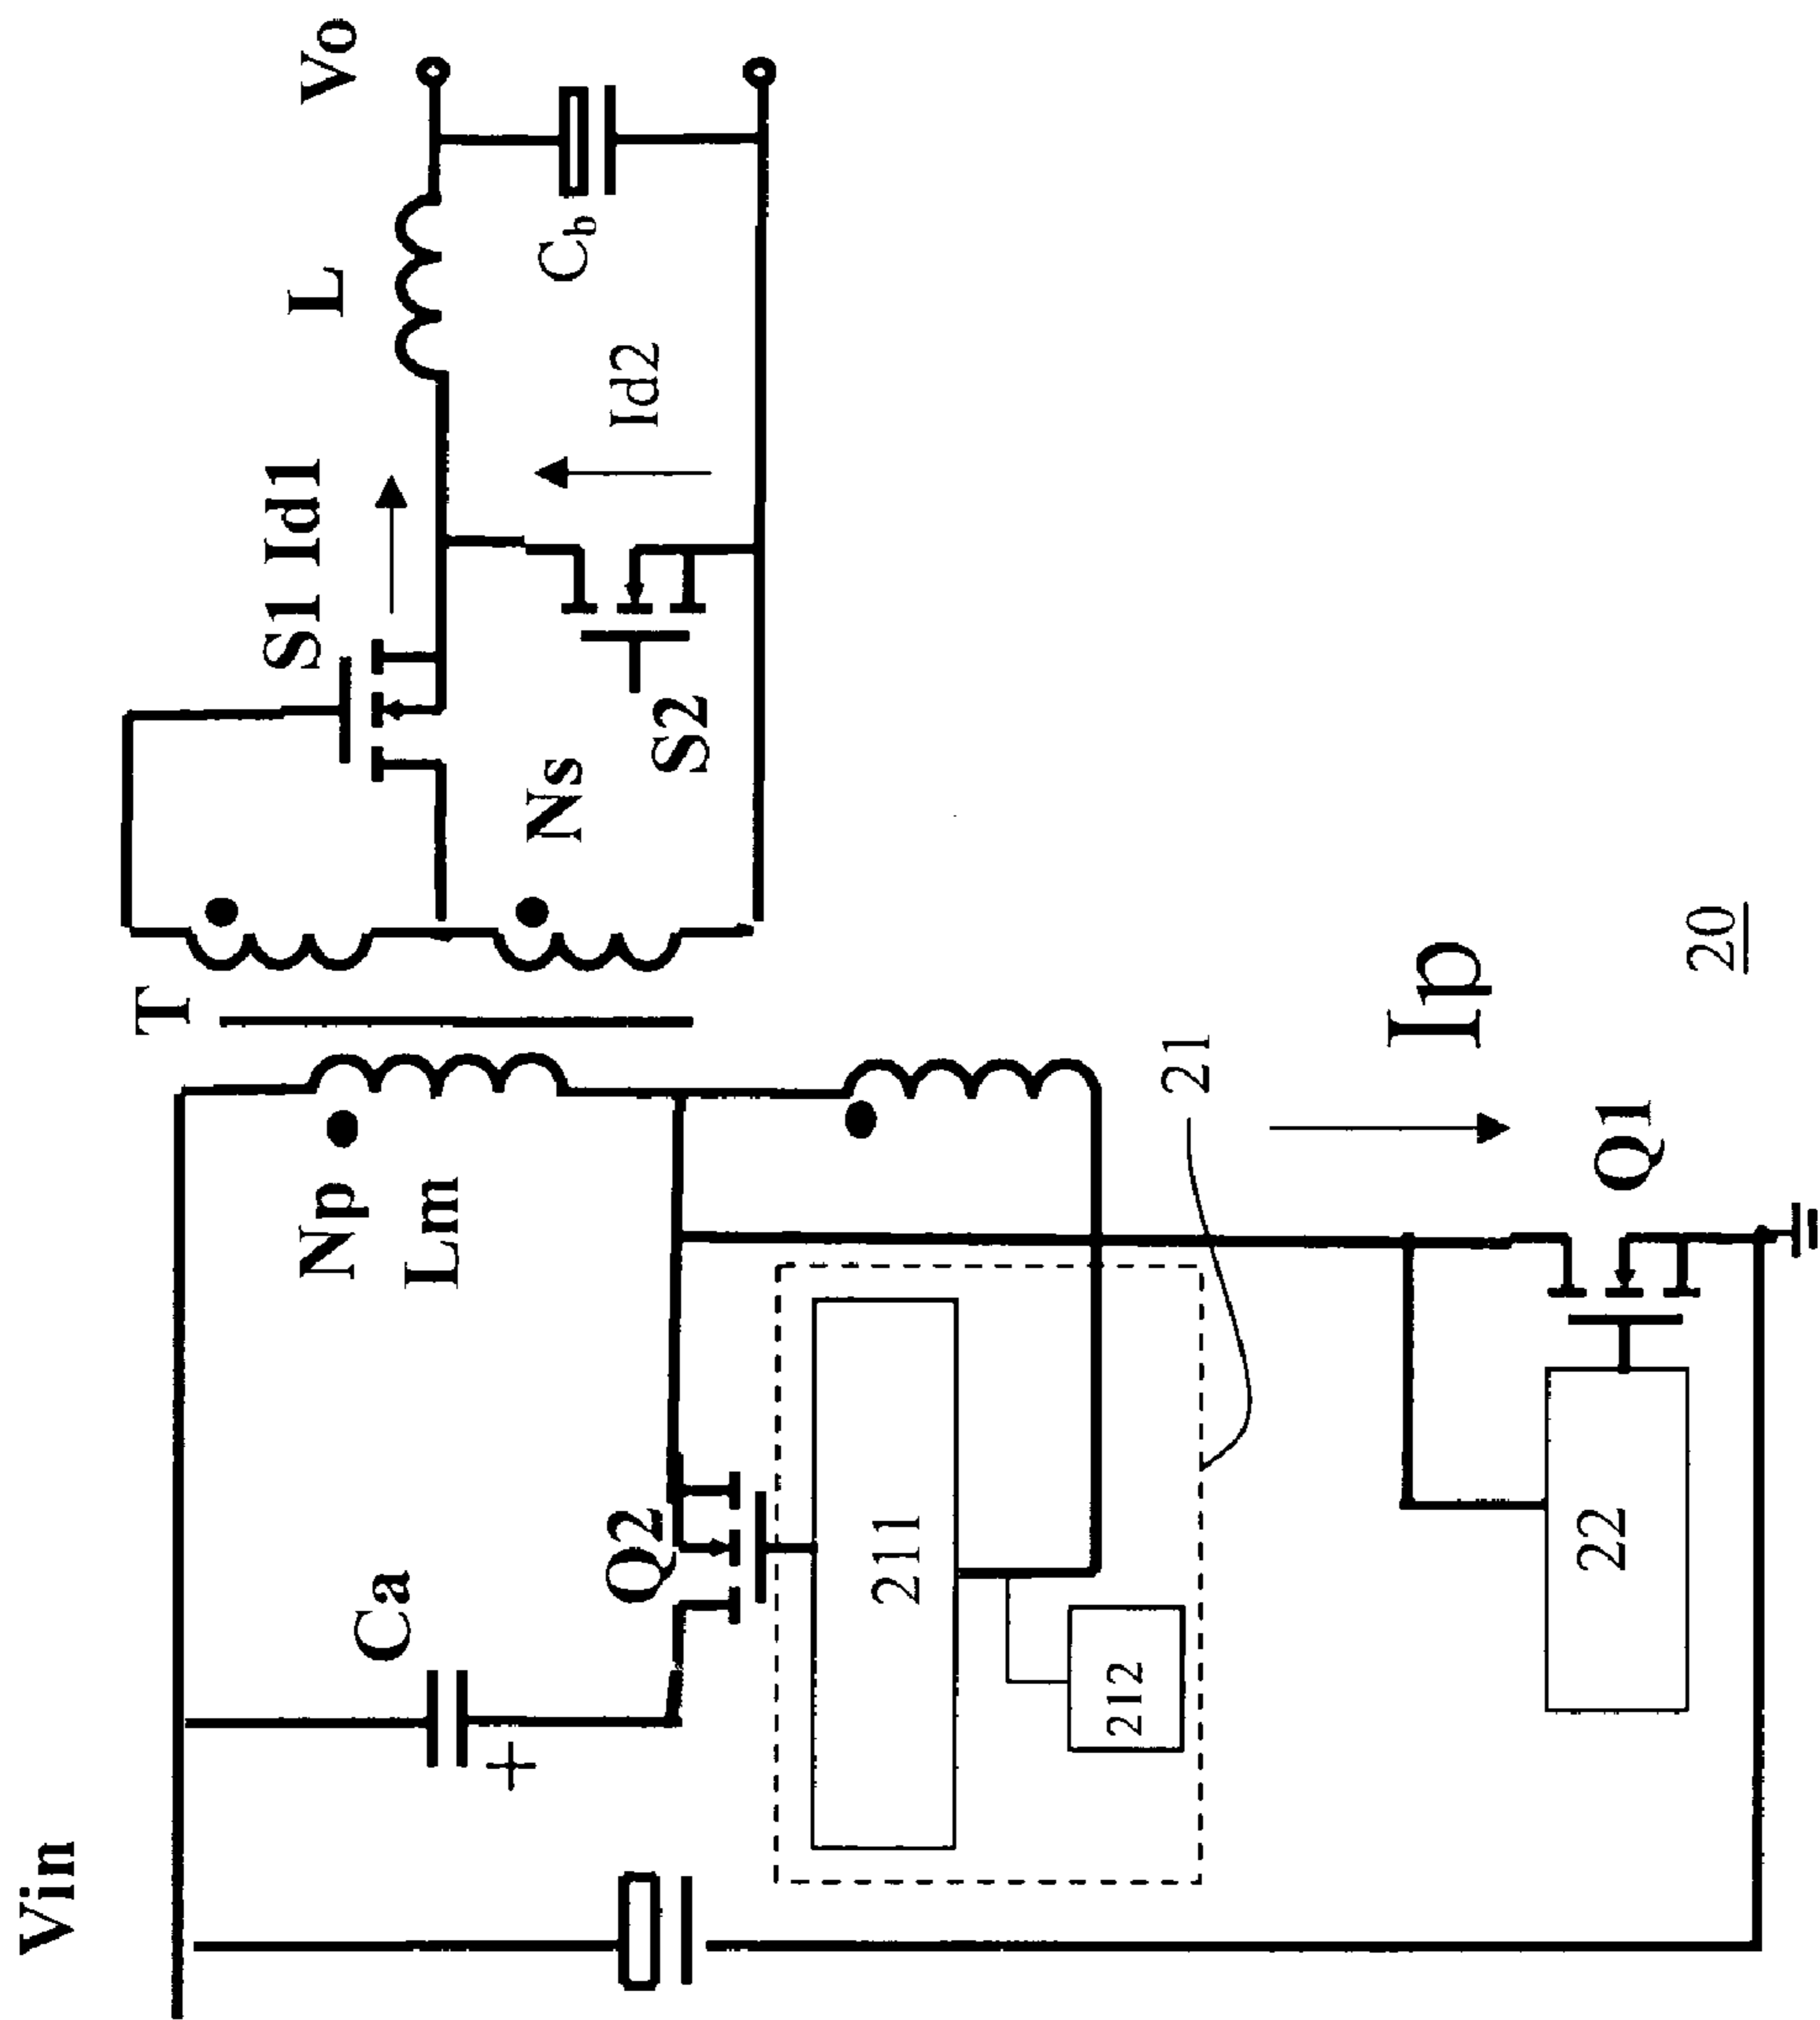 Vin
Vo
L
S1 Id1
T
Cb
Id2
Ns
S2
Np
Lm
Ca
Q2
+
211
212
21
Ip
20
Q1
22